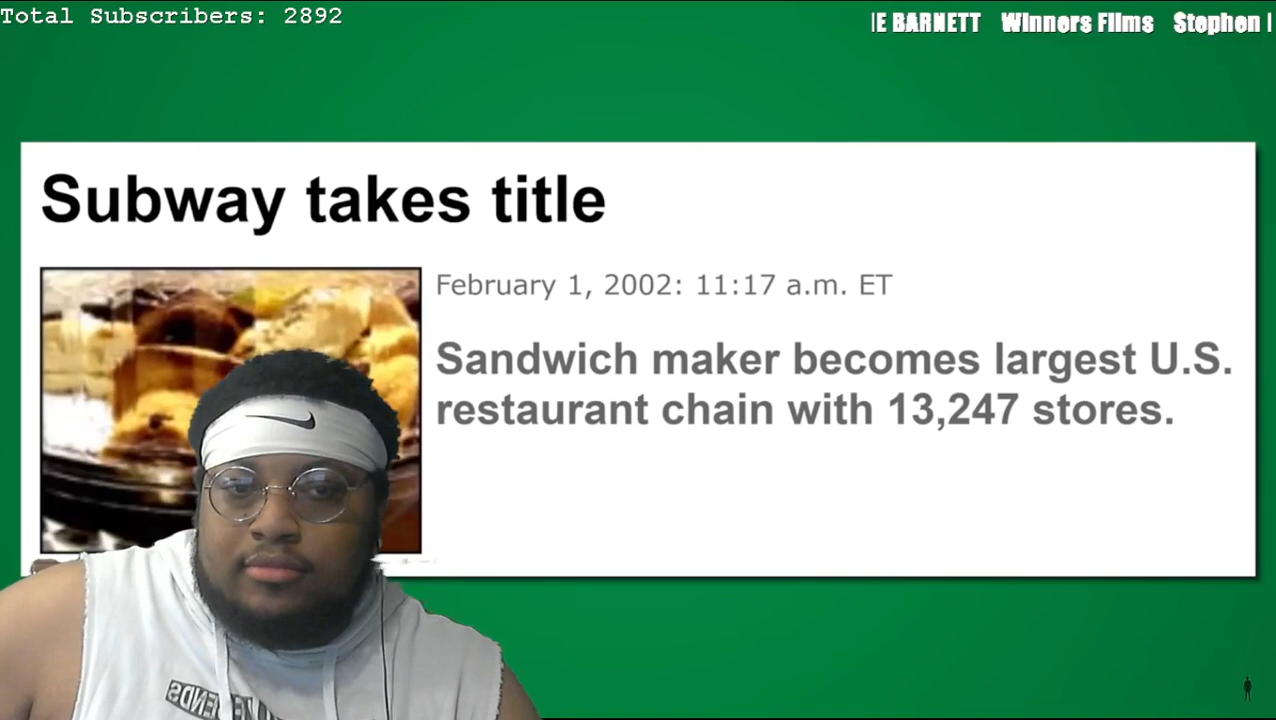 Total Subscribers: 2892
E BARNETT Winners Films Stephen
Subway takes title
February 1, 2002: 11:17 a.m. ET
Sandwich maker becomes largest U.S.
restaurant chain with 13,247 stores.